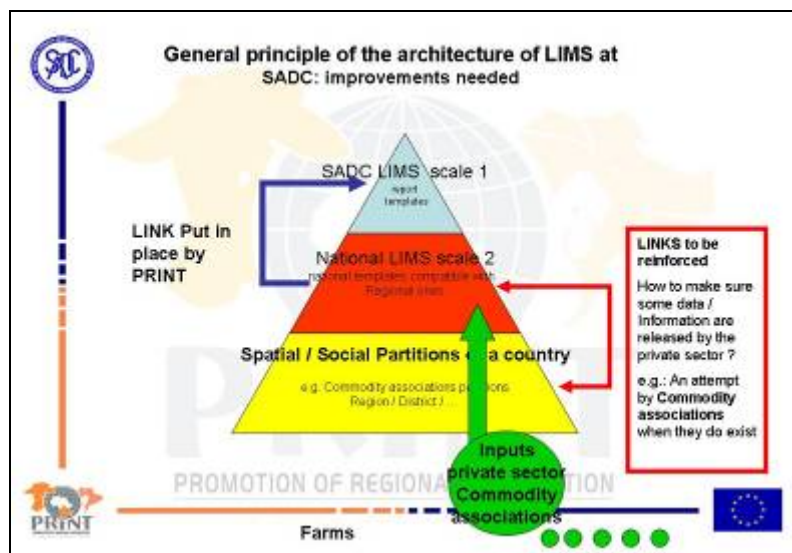 General principle of the architecture of LIMS at
SADC: improvements needed
SADC
SADC LIMS scale 1
report
templates
LINK Put in
place by
PRINT
National LIMS scale 2
national templates compatible with
Regional ones
LINKS to be
reinforced
How to make sure
some data /
Information are
released by the
private sector ?
e.g.: An attempt
by Commodity
associations
when they do exist
Spatial / Social Partitions a country
e.g. Commodity associations
Region / District / ...
Inputs
private sector
Commodity
associations
PROMOTION OF REGIONAL
PRINT
Farms